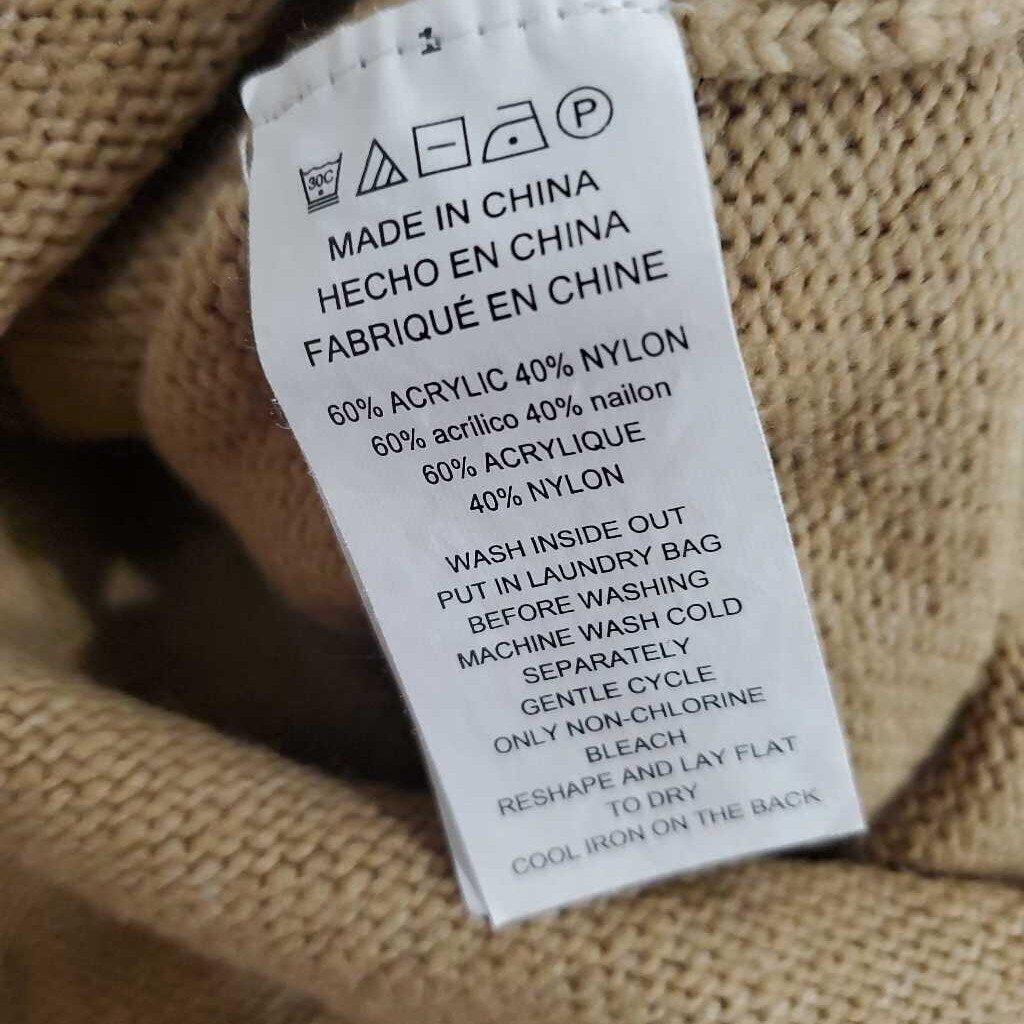 1
30C P
MADE IN CHINA
HECHO EN CHINA
FABRIQUÉ EN CHINE
60% ACRYLIC 40% NYLON
60% acrílico 40% nailon
60% ACRYLIQUE
40% NYLON
WASH INSIDE OUT
PUT IN LAUNDRY BAG
BEFORE WASHING
MACHINE WASH COLD
SEPARATELY
GENTLE CYCLE
ONLY NON-CHLORINE
BLEACH
RESHAPE AND LAY FLAT
TO DRY
COOL IRON ON THE BACK